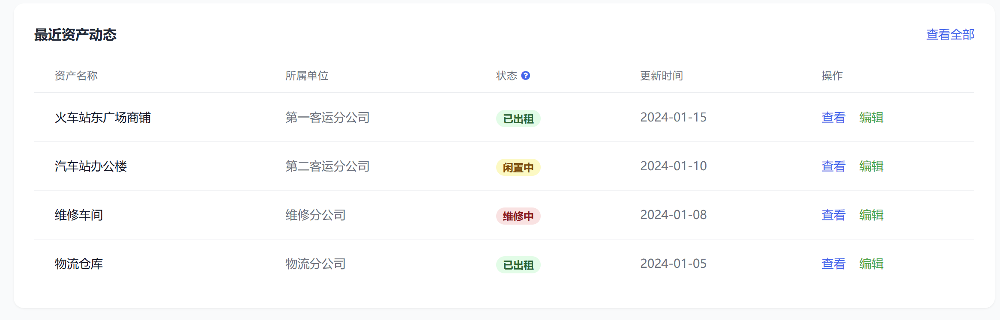 最近资产动态 查看全部
资产名称 所属单位 状态 ? 更新时间 操作
火车站东广场商铺 第一客运分公司 已出租 2024-01-15 查看 编辑
汽车站办公楼 第二客运分公司 闲置中 2024-01-10 查看 编辑
维修车间 维修分公司 维修中 2024-01-08 查看 编辑
物流仓库 物流分公司 已出租 2024-01-05 查看 编辑